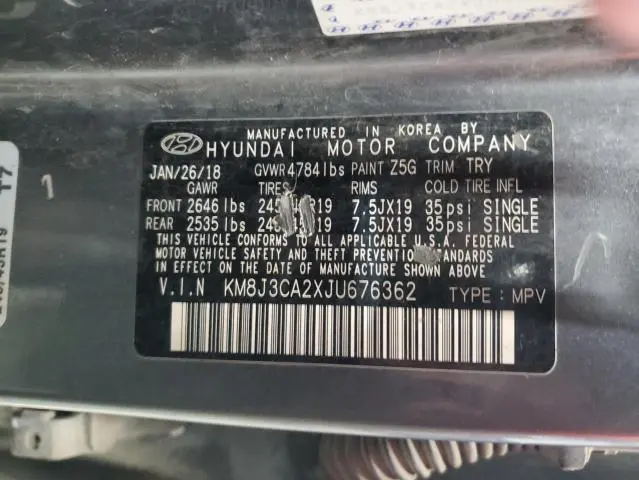 MANUFACTURED IN KOREA BY
HYUNDAI MOTOR COMPANY
JAN/26/18 GVWR 4784lbs PAINT Z5G TRIM TRY
GAWR TIRES RIMS COLD TIRE INFL
FRONT 2646 lbs 7.5JX19 35psi SINGLE
REAR 2535 lbs 7.5JX19 35psi SINGLE
THIS VEHICLE CONFORMS TO ALL APPLICABLE U.S.A. FEDERAL
MOTOR VEHICLE SAFETY AND THEFT PREVENTION STANDARDS
IN EFFECT ON THE DATE OF MANUFACTURE SHOWN ABOVE
V.I.N KM8J3CA2XJU676362 TYPE : MPV
1
17